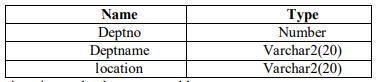 Name Type
Deptno Number
Deptname Varchar2(20)
location Varchar2(20)